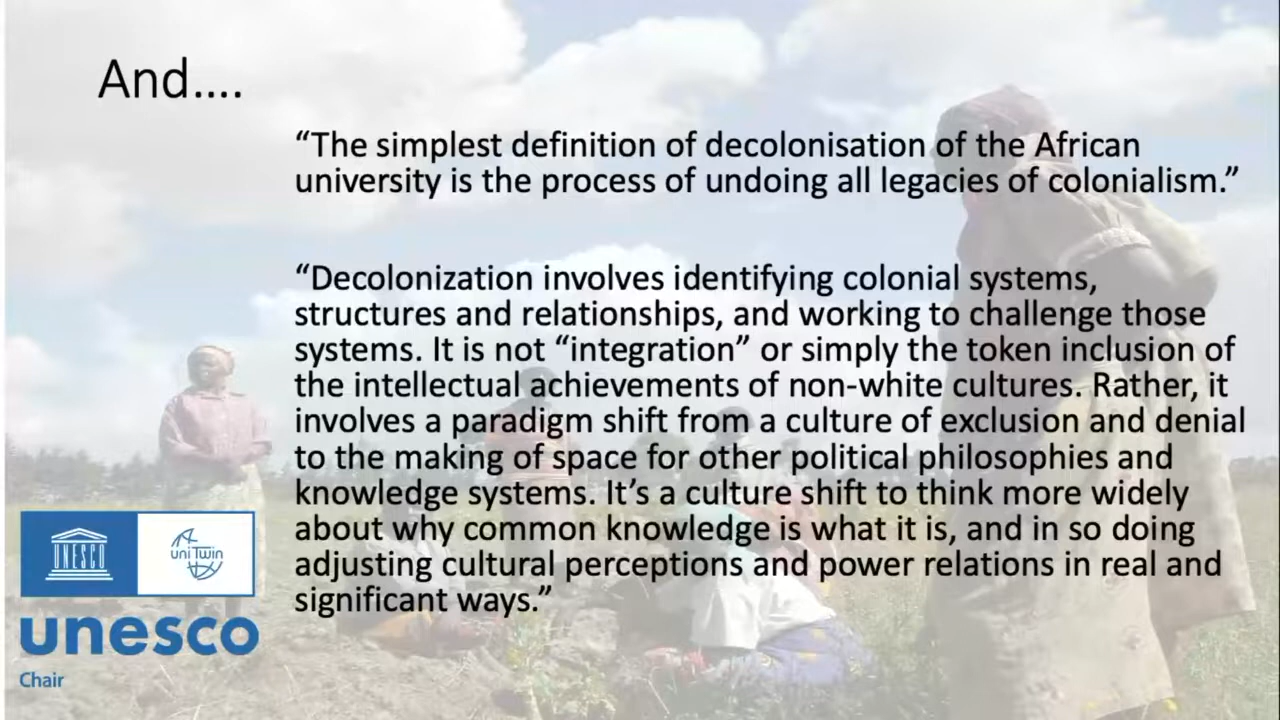 And....
“The simplest definition of decolonisation of the African
university is the process of undoing all legacies of colonialism.”
“Decolonization involves identifying colonial systems,
structures and relationships, and working to challenge those
systems. It is not “integration” or simply the token inclusion of
the intellectual achievements of non-white cultures. Rather, it
involves a paradigm shift from a culture of exclusion and denial
to the making of space for other political philosophies and
knowledge systems. It’s a culture shift to think more widely
about why common knowledge is what it is, and in so doing
adjusting cultural perceptions and power relations in real and
significant ways.”
UNESCO
uniTwin
unesco
Chair